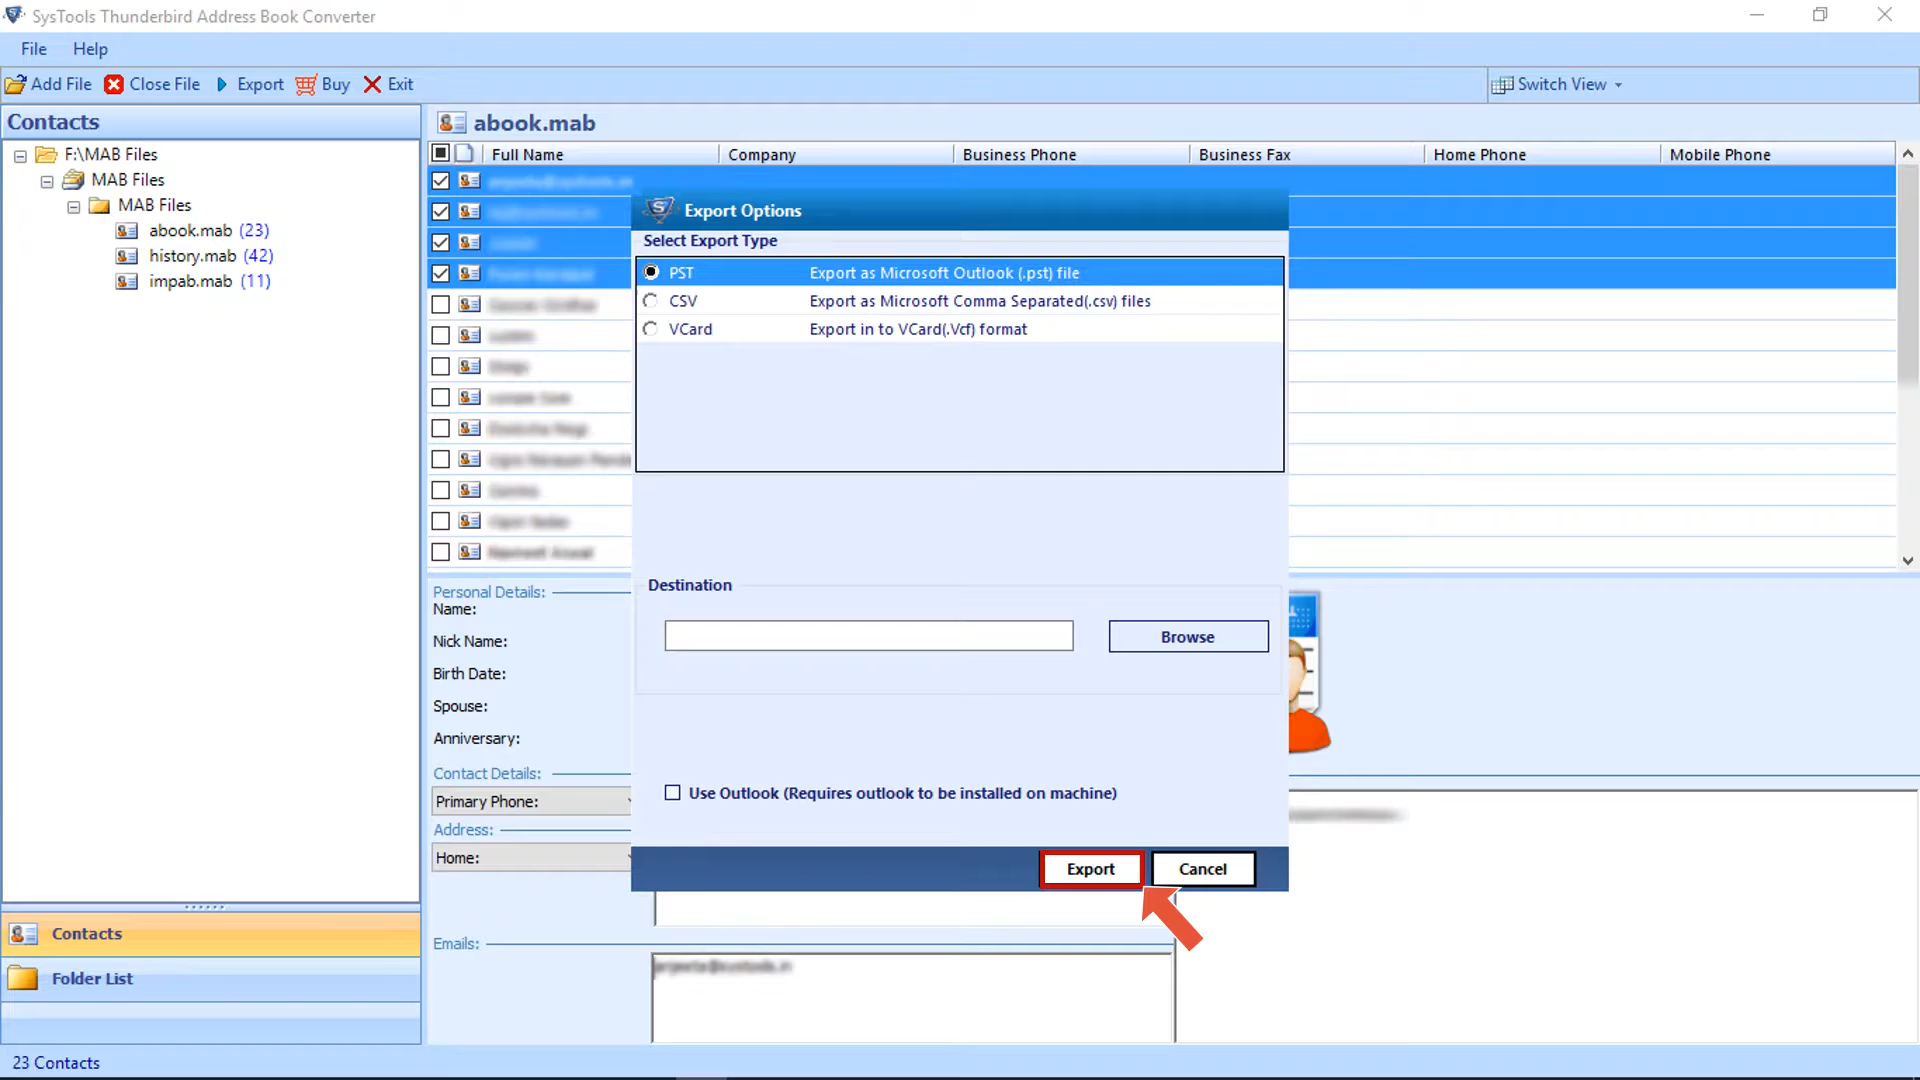 SysTools Thunderbird Address Book Converter
File Help
Add File Close File Export Buy Exit Switch View
Contacts
F:\MAB Files
MAB Files
MAB Files
abook.mab (23)
history.mab (42)
impab.mab (11)
Contacts
Folder List
23 Contacts
abook.mab
Full Name Company Business Phone Business Fax Home Phone Mobile Phone
Personal Details:
Name:
Nick Name:
Birth Date:
Spouse:
Anniversary:
Contact Details:
Primary Phone:
Address:
Home:
Emails:
Export Options
Select Export Type
PST Export as Microsoft Outlook (.pst) file
CSV Export as Microsoft Comma Separated(.csv) files
VCard Export in to VCard(.Vcf) format
Destination
Browse
Use Outlook (Requires outlook to be installed on machine)
Export Cancel